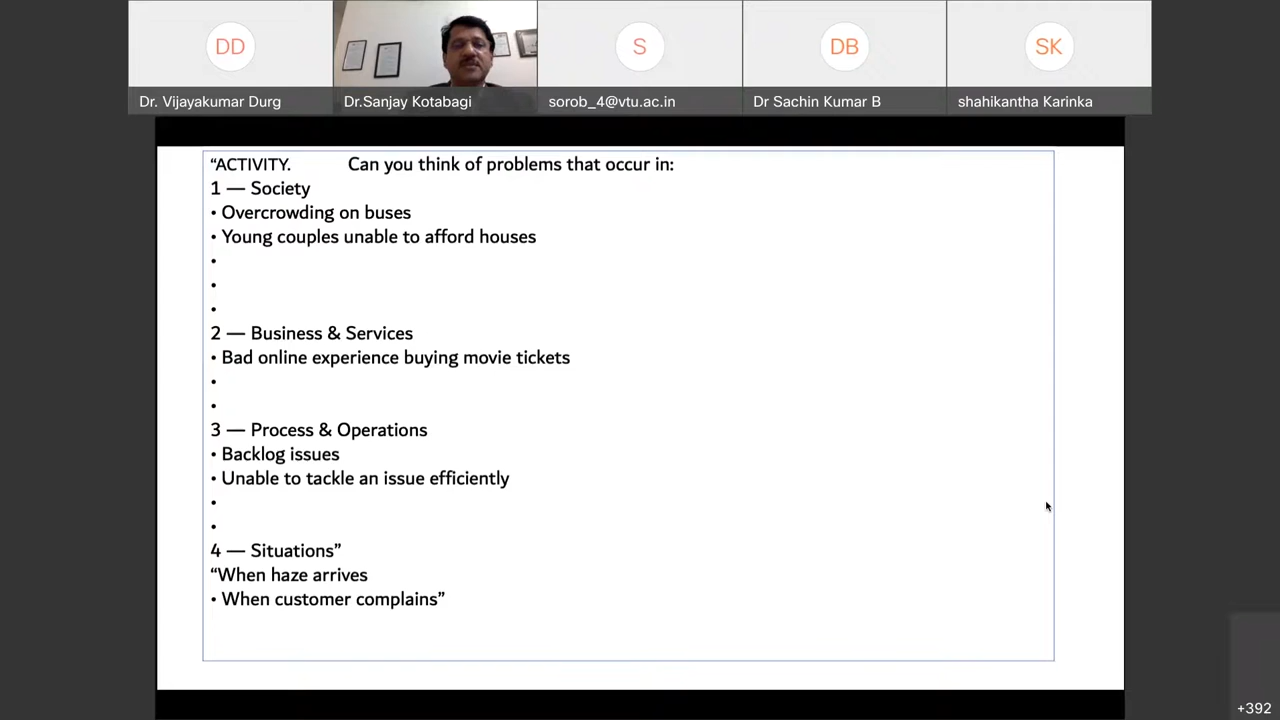 DD
S
DB
SK
Dr. Vijayakumar Durg
Dr.Sanjay Kotabagi
sorob_4@vtu.ac.in
Dr Sachin Kumar B
shahikantha Karinka
“ACTIVITY. Can you think of problems that occur in:
1 — Society
• Overcrowding on buses
• Young couples unable to afford houses
•
•
•
2 — Business & Services
• Bad online experience buying movie tickets
•
•
3 — Process & Operations
• Backlog issues
• Unable to tackle an issue efficiently
•
•
4 — Situations”
“When haze arrives
• When customer complains”
+392